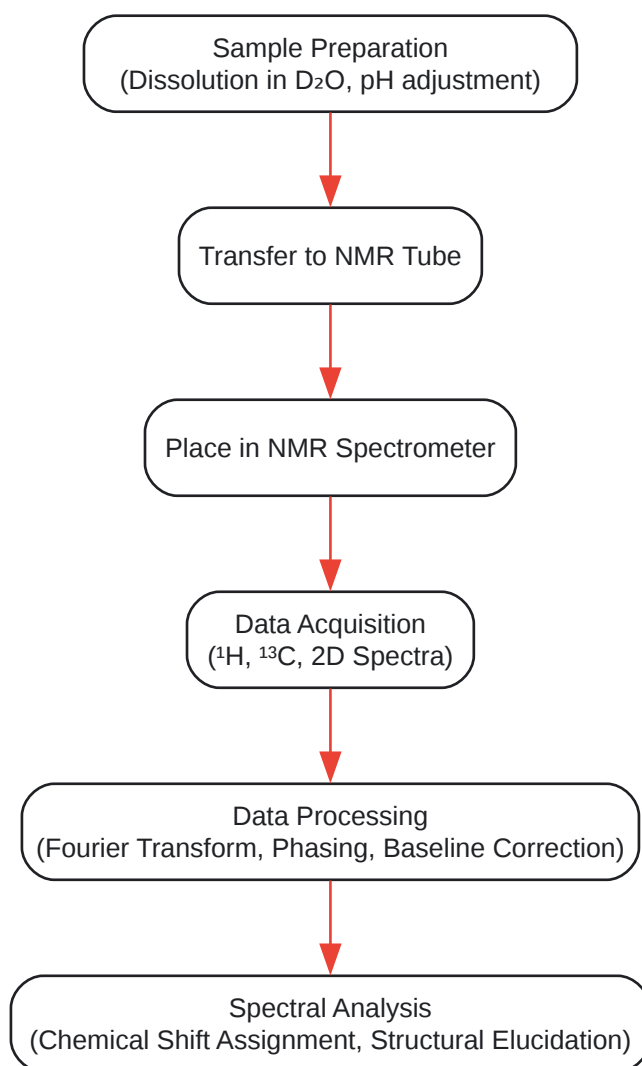 Sample Preparation
(Dissolution in D₂O, pH adjustment)
Transfer to NMR Tube
Place in NMR Spectrometer
Data Acquisition
(¹H, ¹³C, 2D Spectra)
Data Processing
(Fourier Transform, Phasing, Baseline Correction)
Spectral Analysis
(Chemical Shift Assignment, Structural Elucidation)